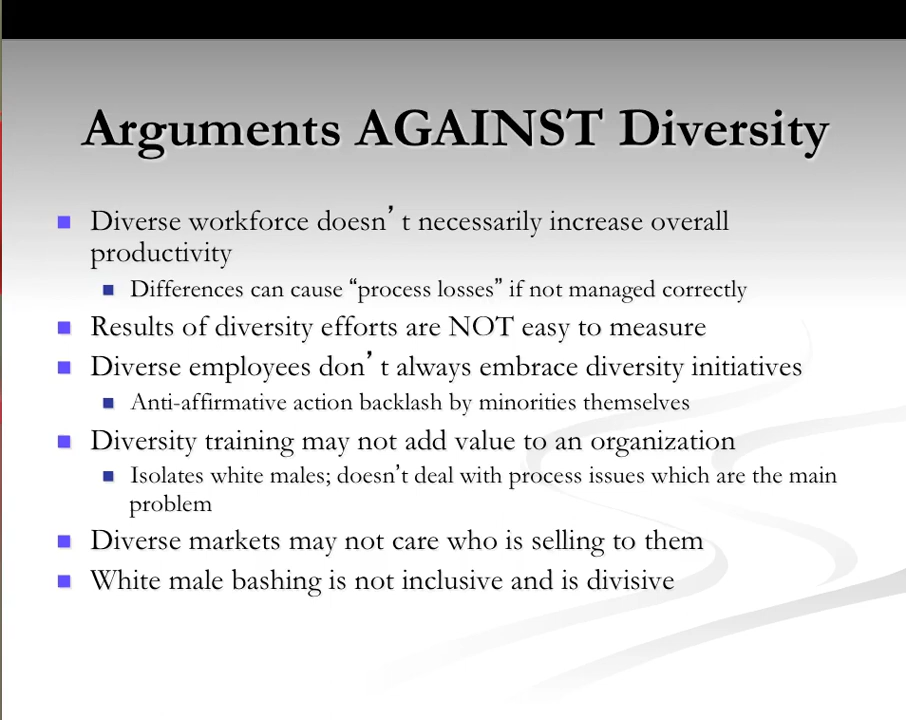 Arguments AGAINST Diversity
Diverse workforce doesn’ t necessarily increase overall
productivity
Differences can cause “process losses” if not managed correctly
Results of diversity efforts are NOT easy to measure
Diverse employees don’ t always embrace diversity initiatives
Anti-affirmative action backlash by minorities themselves
Diversity training may not add value to an organization
Isolates white males; doesn’t deal with process issues which are the main
problem
Diverse markets may not care who is selling to them
White male bashing is not inclusive and is divisive